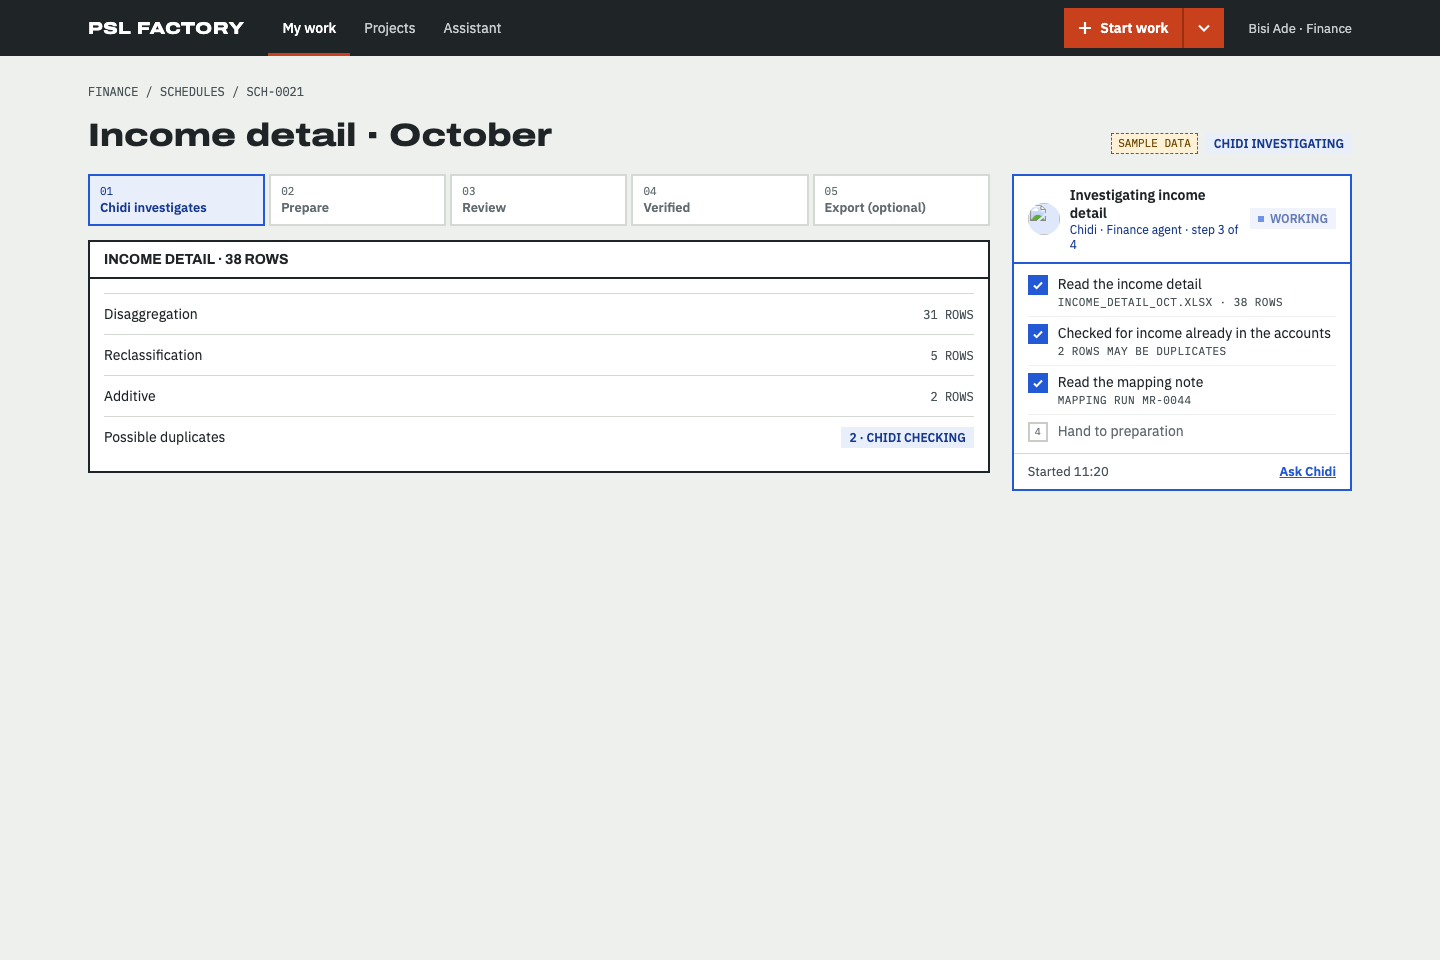 PSL FACTORY
My work
Projects
Assistant
Start work
Bisi Ade · Finance
FINANCE / SCHEDULES / SCH-0021
Income detail · October
SAMPLE DATA
CHIDI INVESTIGATING
01
Chidi investigates
02
Prepare
03
Review
04
Verified
05
Export (optional)
INCOME DETAIL · 38 ROWS
Disaggregation
31 ROWS
Reclassification
5 ROWS
Additive
2 ROWS
Possible duplicates
2 · CHIDI CHECKING
Investigating income
detail
Chidi · Finance agent · step 3 of
4
WORKING
Read the income detail
INCOME_DETAIL_OCT.XLSX · 38 ROWS
Checked for income already in the accounts
2 ROWS MAY BE DUPLICATES
Read the mapping note
MAPPING RUN MR-0044
4
Hand to preparation
Started 11:20
Ask Chidi